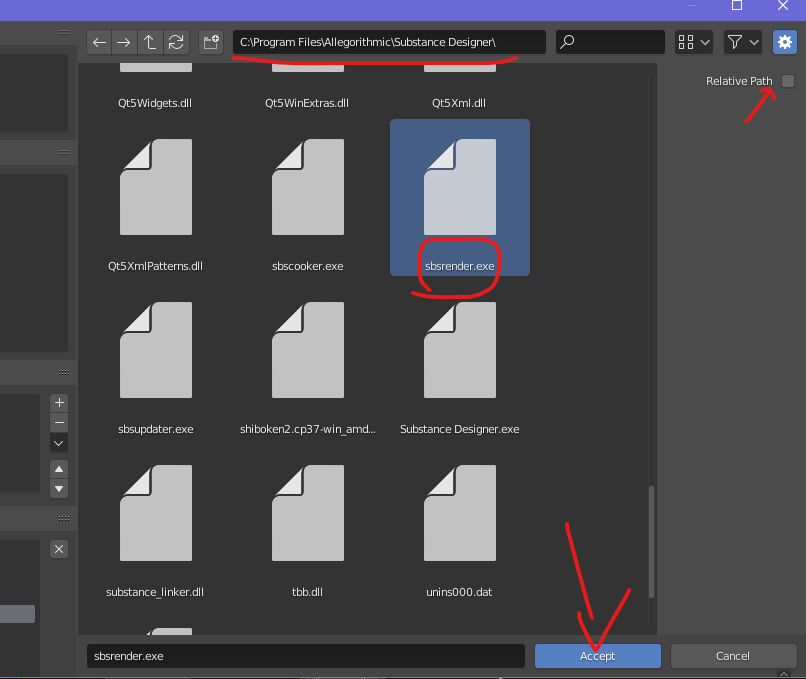 C:\Program Files\Allegorithmic\Substance Designer\
Relative Path
Qt5Widgets.dll
Qt5WinExtras.dll
Qt5Xml.dll
Qt5XmlPatterns.dll
sbscooker.exe
sbsrender.exe
sbsupdater.exe
shiboken2.cp37-win_amd...
Substance Designer.exe
substance_linker.dll
tbb.dll
unins000.dat
sbsrender.exe
Accept
Cancel